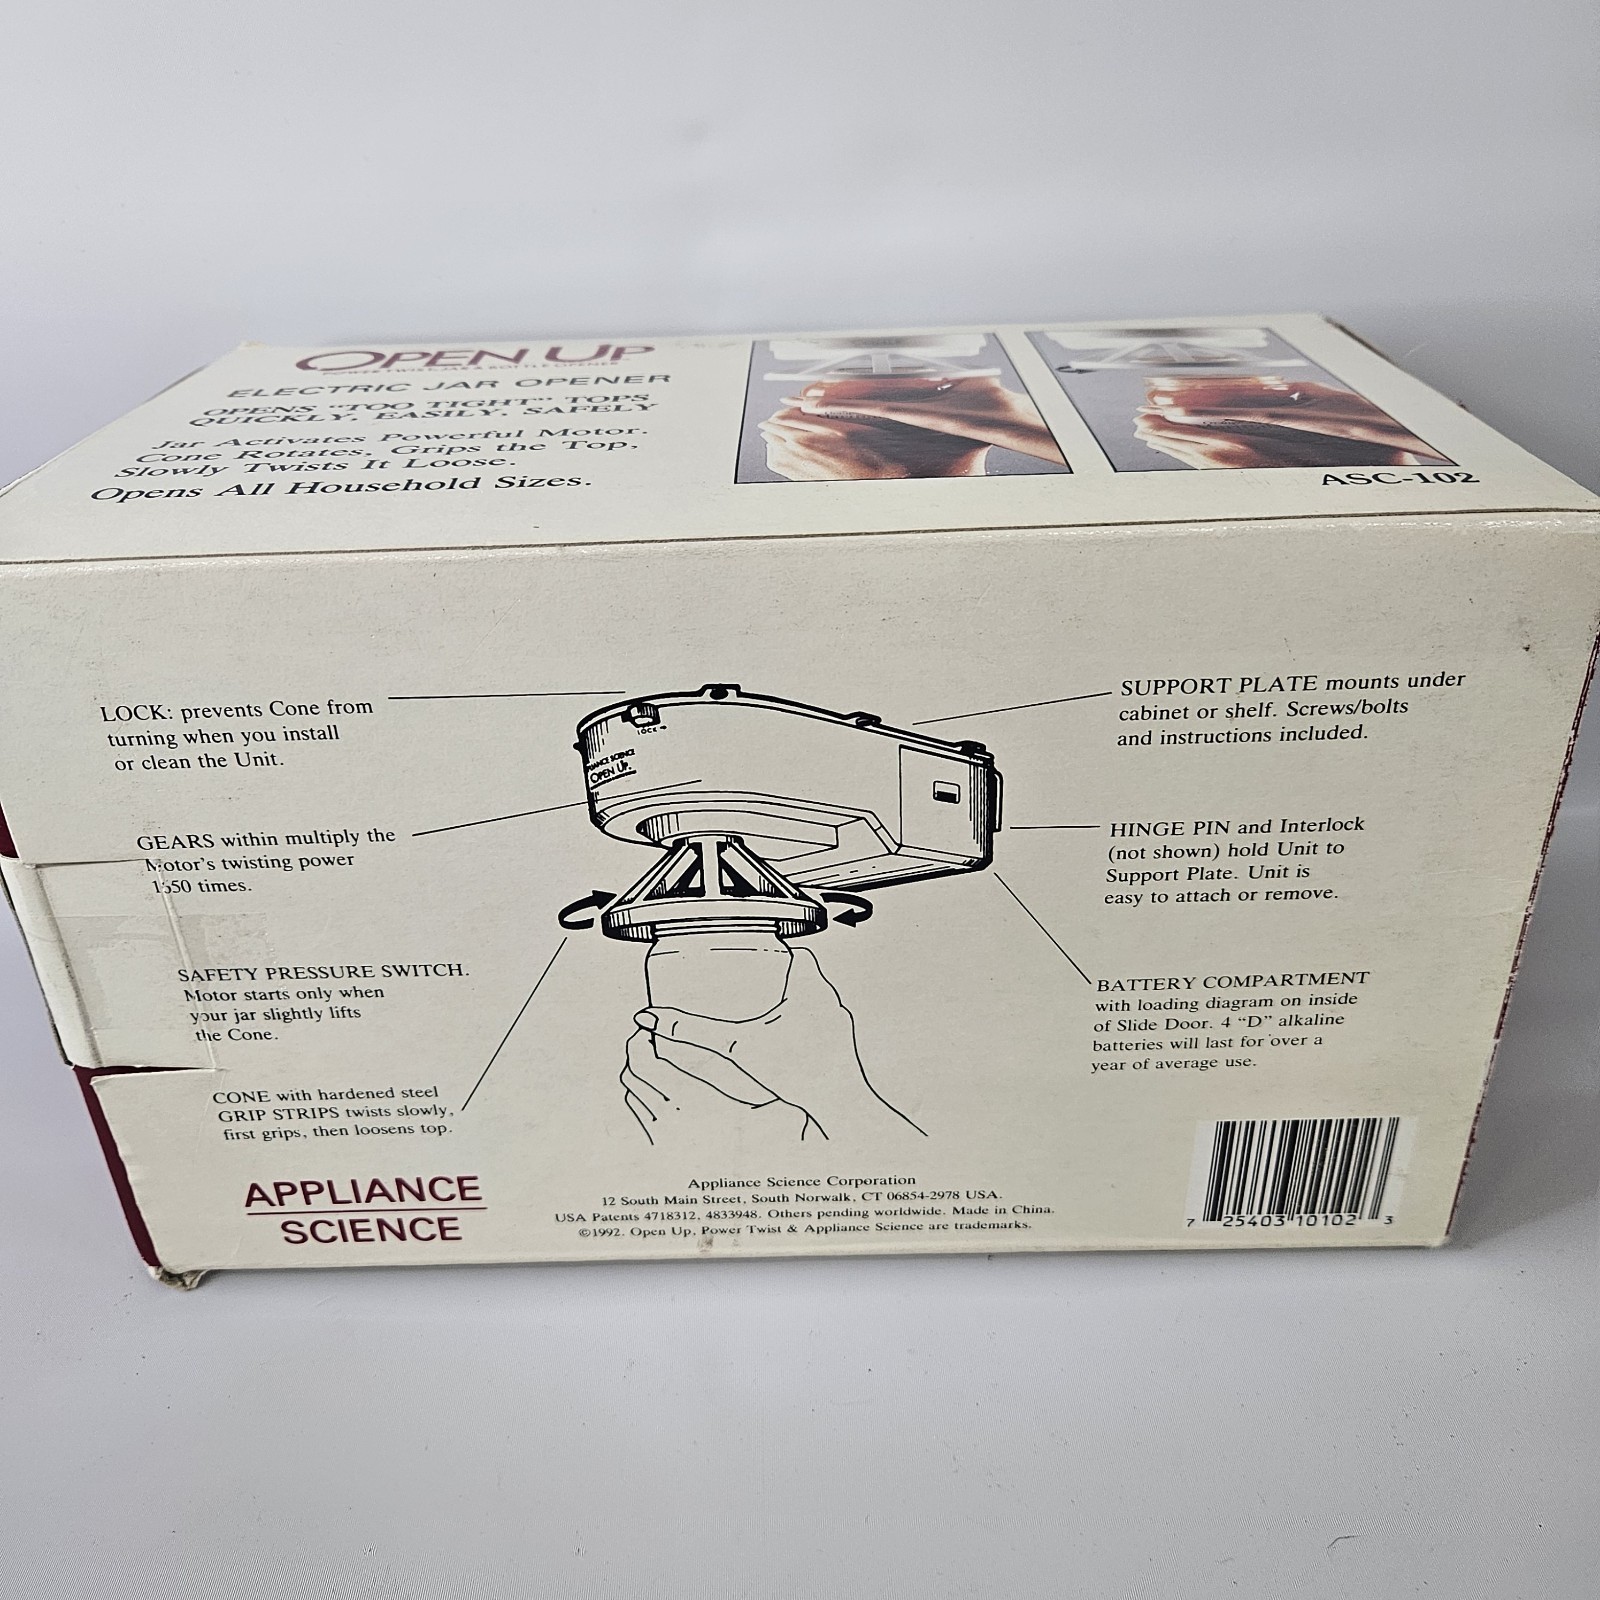 OPEN UP
POWER TWIST JAR & BOTTLE OPENER
ELECTRIC JAR OPENER
OPENS "TOO TIGHT" TOPS
QUICKLY, EASILY, SAFELY
Jar Activates Powerful Motor.
Cone Rotates, Grips the Top,
Slowly Twists It Loose.
Opens All Household Sizes.
ASC-102
LOCK: prevents Cone from
turning when you install
or clean the Unit.
GEARS within multiply the
Motor's twisting power
1550 times.
SAFETY PRESSURE SWITCH.
Motor starts only when
your jar slightly lifts
the Cone.
CONE with hardened steel
GRIP STRIPS twists slowly,
first grips, then loosens top.
LOCK
SCIENCE
OPEN UP.
SUPPORT PLATE mounts under
cabinet or shelf. Screws/bolts
and instructions included.
HINGE PIN and Interlock
(not shown) hold Unit to
Support Plate. Unit is
easy to attach or remove.
BATTERY COMPARTMENT
with loading diagram on inside
of Slide Door. 4 "D" alkaline
batteries will last for over a
year of average use.
APPLIANCE
SCIENCE
Appliance Science Corporation
12 South Main Street, South Norwalk, CT 06854-2978 USA.
USA Patents 4718312, 4833948. Others pending worldwide. Made in China.
©1992. Open Up, Power Twist & Appliance Science are trademarks.
7 25403 10102 3